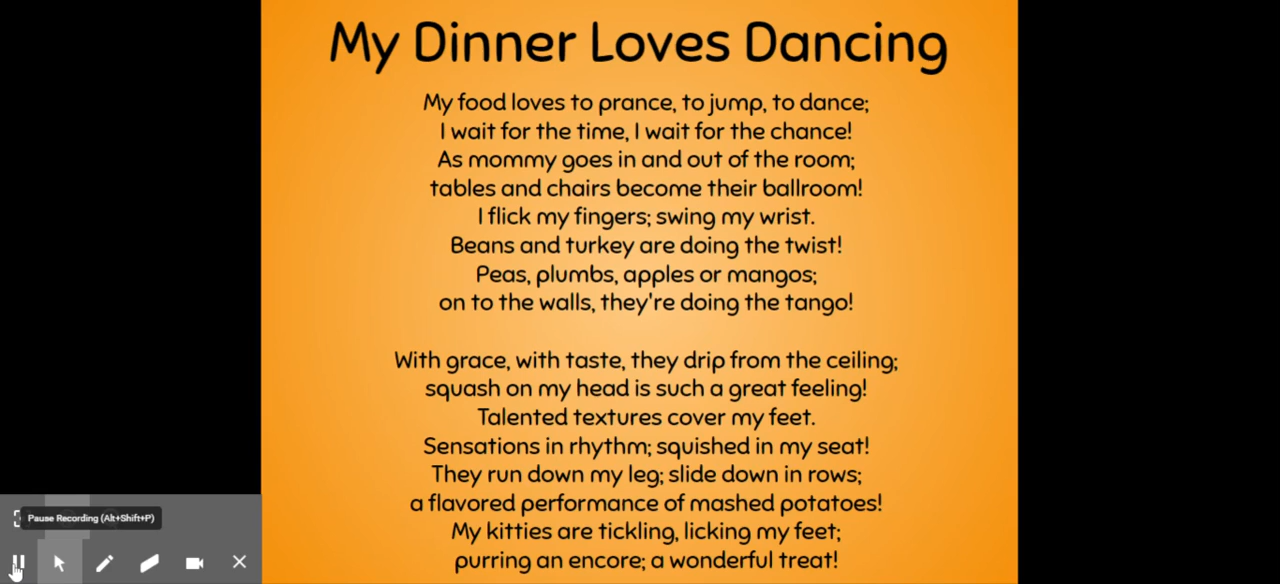 My Dinner Loves Dancing
My food loves to prance, to jump, to dance;
I wait for the time, I wait for the chance!
As mommy goes in and out of the room;
tables and chairs become their ballroom!
I flick my fingers; swing my wrist.
Beans and turkey are doing the twist!
Peas, plumbs, apples or mangos;
on to the walls, they're doing the tango!
With grace, with taste, they drip from the ceiling;
squash on my head is such a great feeling!
Talented textures cover my feet.
Sensations in rhythm; squished in my seat!
They run down my leg; slide down in rows;
a flavored performance of mashed potatoes!
My kitties are tickling, licking my feet;
purring an encore; a wonderful treat!
Pause Recording (Alt+Shift+P)